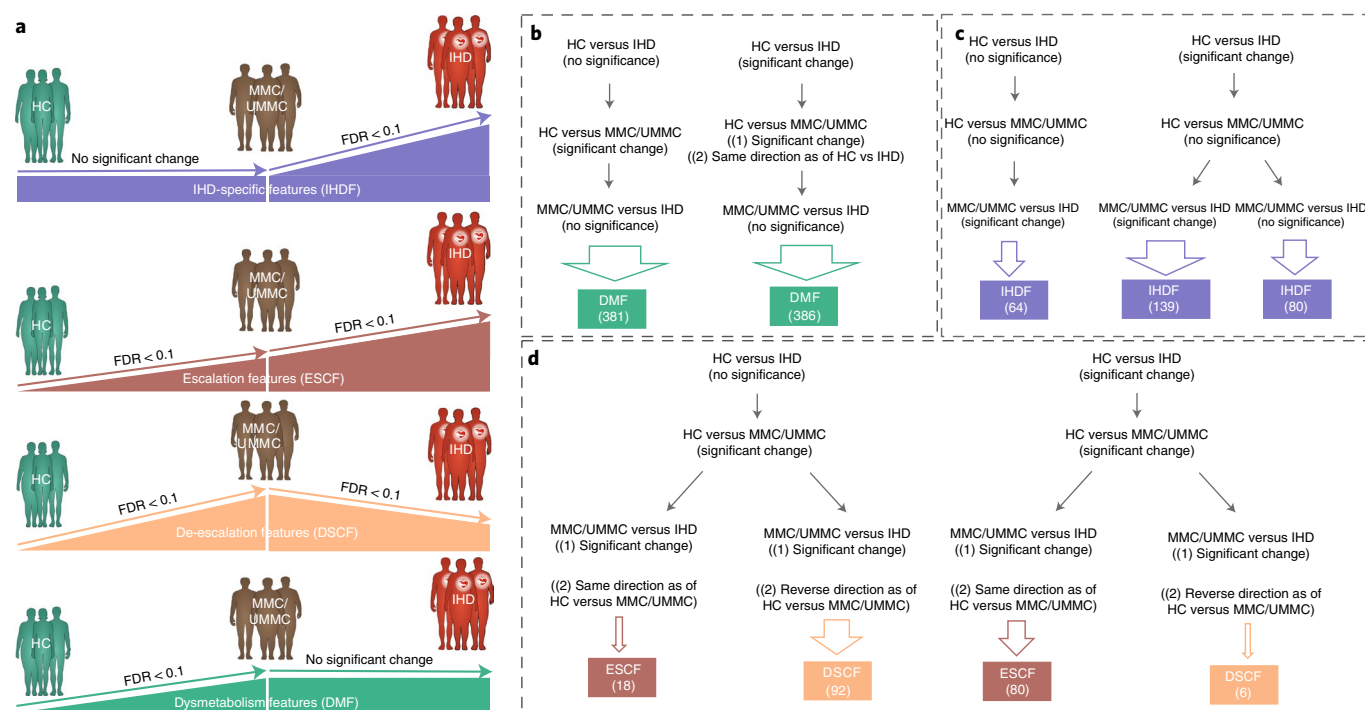 a
HC
MMC/
UMMC
IHD
No significant change
FDR < 0.1
IHD-specific features (IHDF)
HC
MMC/
UMMC
IHD
FDR < 0.1
FDR < 0.1
Escalation features (ESCF)
HC
MMC/
UMMC
IHD
FDR < 0.1
FDR < 0.1
De-escalation features (DSCF)
HC
MMC/
UMMC
IHD
FDR < 0.1
No significant change
Dysmetabolism features (DMF)
b
HC versus IHD
(no significance)
HC versus MMC/UMMC
(significant change)
MMC/UMMC versus IHD
(no significance)
DMF
(381)
HC versus IHD
(significant change)
HC versus MMC/UMMC
((1) Significant change)
((2) Same direction as of HC vs IHD)
MMC/UMMC versus IHD
(no significance)
DMF
(386)
c
HC versus IHD
(no significance)
HC versus MMC/UMMC
(no significance)
MMC/UMMC versus IHD
(significant change)
IHDF
(64)
HC versus IHD
(significant change)
HC versus MMC/UMMC
(no significance)
MMC/UMMC versus IHD
(significant change)
IHDF
(139)
MMC/UMMC versus IHD
(no significance)
IHDF
(80)
d
HC versus IHD
(no significance)
HC versus MMC/UMMC
(significant change)
MMC/UMMC versus IHD
((1) Significant change)
((2) Same direction as of
HC versus MMC/UMMC)
ESCF
(18)
MMC/UMMC versus IHD
((1) Significant change)
((2) Reverse direction as of
HC versus MMC/UMMC)
DSCF
(92)
HC versus IHD
(significant change)
HC versus MMC/UMMC
(significant change)
MMC/UMMC versus IHD
((1) Significant change)
((2) Same direction as of
HC versus MMC/UMMC)
ESCF
(80)
MMC/UMMC versus IHD
((1) Significant change)
((2) Reverse direction as of
HC versus MMC/UMMC)
DSCF
(6)